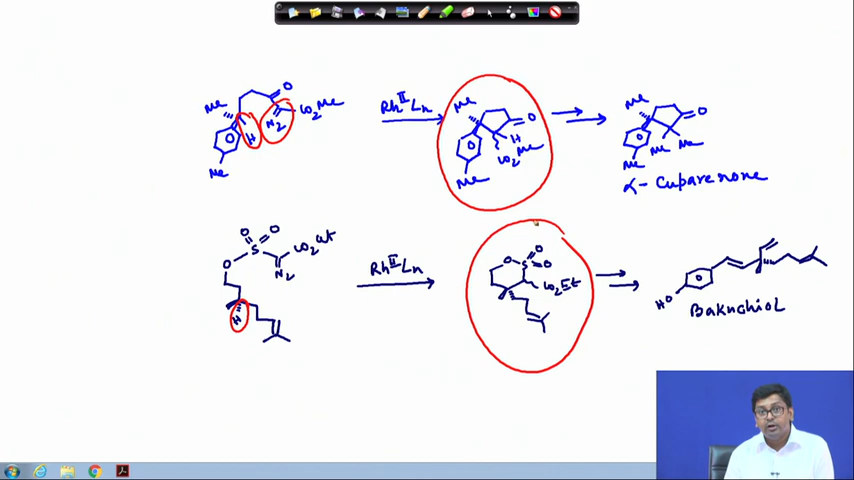 Me
O
N2
CO2Me
H
O
Me
Rh II Ln
Me
O
H
CO2Me
Me
Me
O
O
Me
Me
Me
α-Cuparenone
O
O
S
CO2Et
O
N2
H
Rh II Ln
O
O
S
O
CO2Et
HO
Bakuchiol